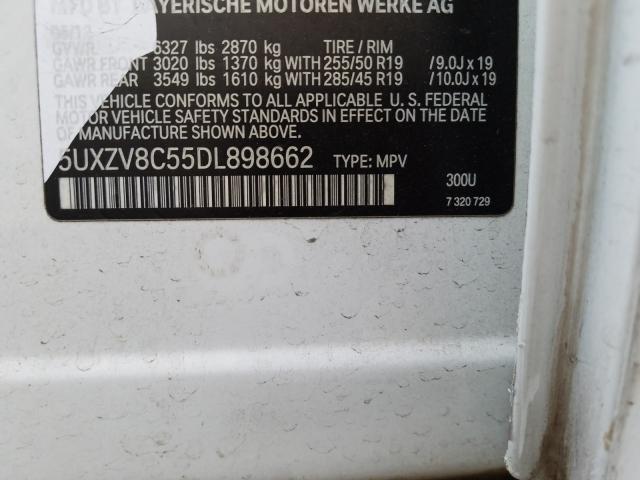 MFD BY BAYERISCHE MOTOREN WERKE AG
GVWR 6327 lbs 2870 kg TIRE / RIM
GAWR FRONT 3020 lbs 1370 kg WITH 255/50 R19 /9.0J x 19
GAWR REAR 3549 lbs 1610 kg WITH 285/45 R19 /10.0J x 19
THIS VEHICLE CONFORMS TO ALL APPLICABLE U. S. FEDERAL
MOTOR VEHICLE SAFETY STANDARDS IN EFFECT ON THE
DATE OF MANUFACTURE SHOWN ABOVE.
5UXZV8C55DL898662 TYPE: MPV
300U
7 320 729